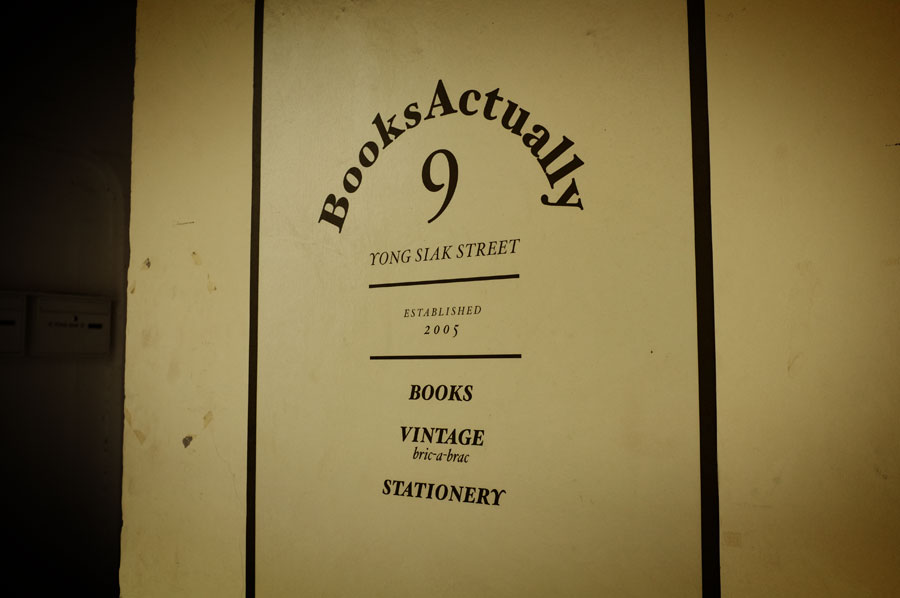 BooksActually
9
YONG SIAK STREET
ESTABLISHED
2005
BOOKS
VINTAGE
bric-a-brac
STATIONERY